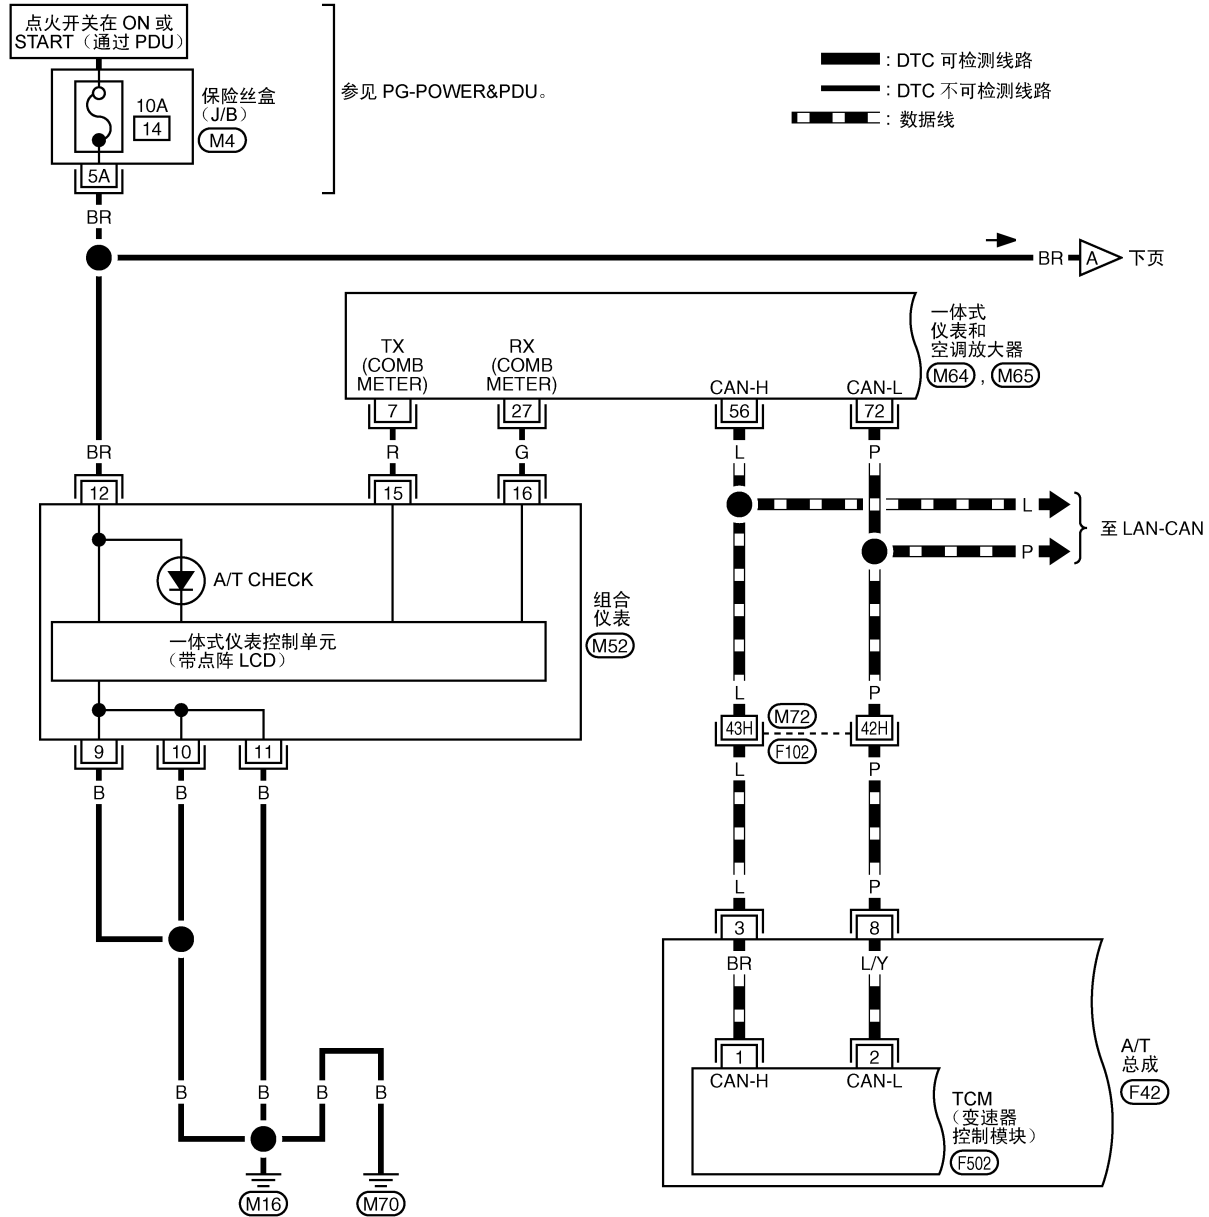 点火开关在 ON 或
START（通过 PDU）
10A
14
保险丝盒
（J/B）
M4
5A
参见 PG-POWER&PDU。
: DTC 可检测线路
: DTC 不可检测线路
: 数据线
BR
BR
A
下页
TX
(COMB
METER)
RX
(COMB
METER)
CAN-H
CAN-L
一体式
仪表和
空调放大器
M64 , M65
7
27
56
72
BR
R
G
L
P
12
15
16
L
P
至 LAN-CAN
A/T CHECK
一体式仪表控制单元
（带点阵 LCD）
组合
仪表
M52
L
P
43H
M72
F102
42H
9
10
11
B
B
B
L
P
L
P
3
8
BR
L/Y
1
2
CAN-H
CAN-L
A/T
总成
F42
TCM
（变速器
控制模块）
F502
B
B
B
B
M16
M70